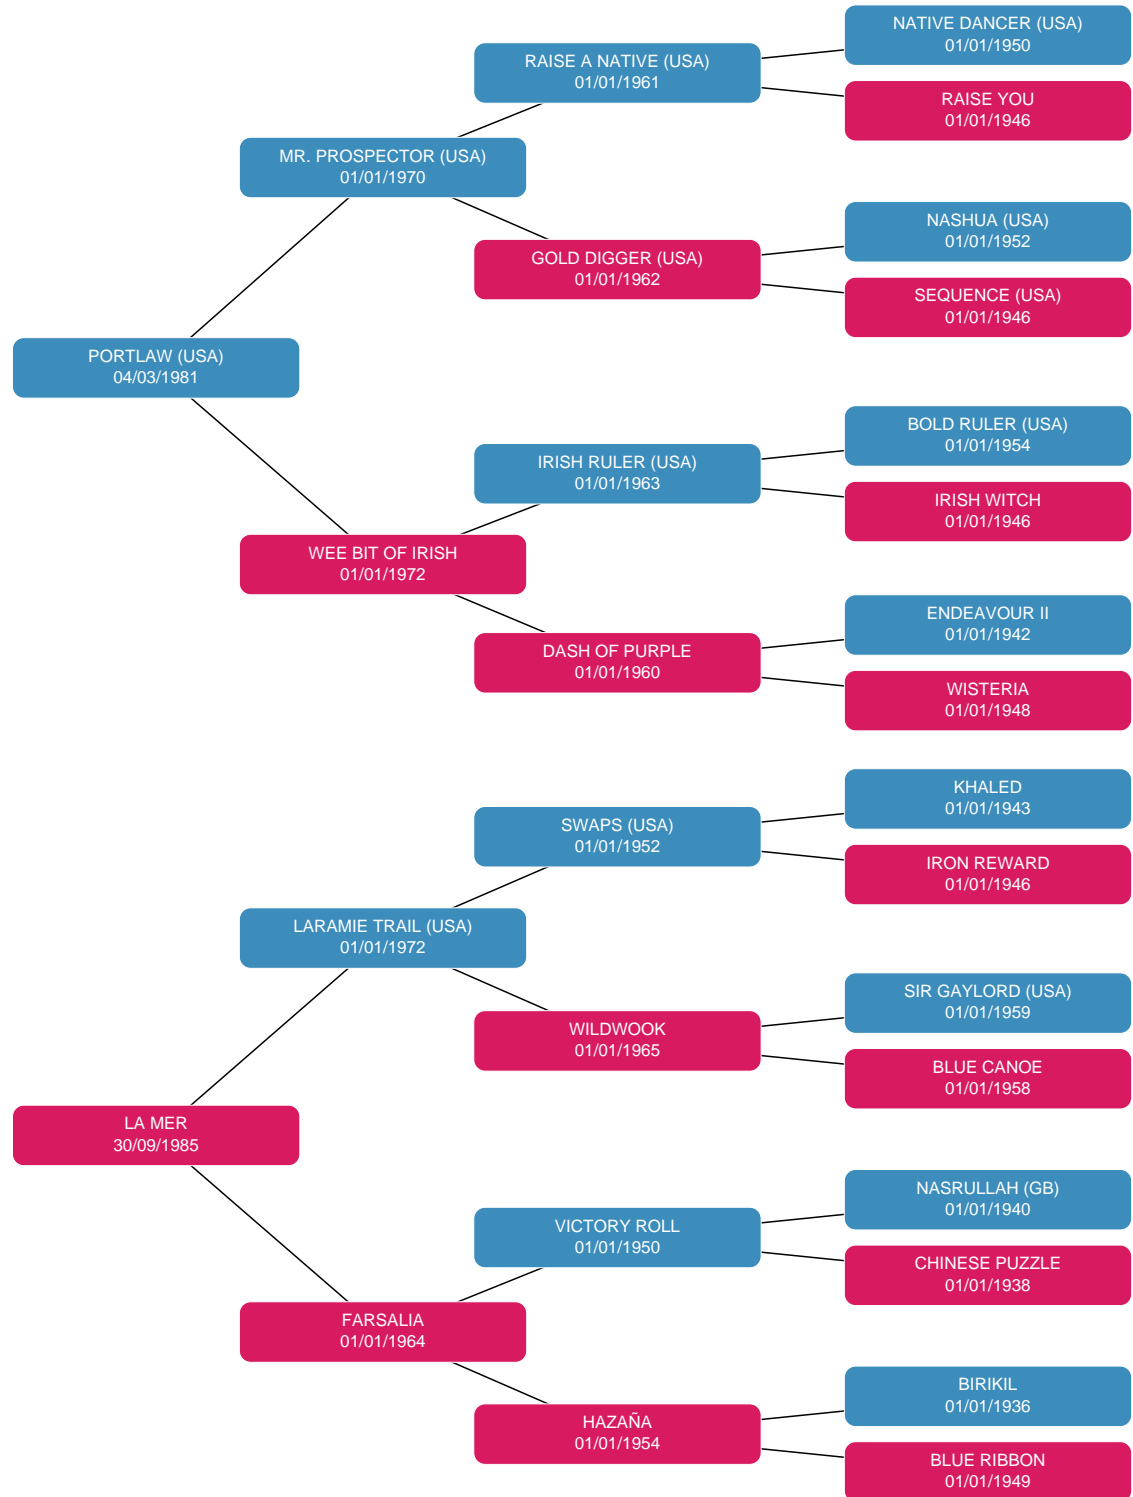 NATIVE DANCER (USA)
01/01/1950
RAISE A NATIVE (USA)
01/01/1961
RAISE YOU
01/01/1946
MR. PROSPECTOR (USA)
01/01/1970
NASHUA (USA)
01/01/1952
GOLD DIGGER (USA)
01/01/1962
SEQUENCE (USA)
01/01/1946
PORTLAW (USA)
04/03/1981
BOLD RULER (USA)
01/01/1954
IRISH RULER (USA)
01/01/1963
IRISH WITCH
01/01/1946
WEE BIT OF IRISH
01/01/1972
ENDEAVOUR II
01/01/1942
DASH OF PURPLE
01/01/1960
WISTERIA
01/01/1948
KHALED
01/01/1943
SWAPS (USA)
01/01/1952
IRON REWARD
01/01/1946
LARAMIE TRAIL (USA)
01/01/1972
SIR GAYLORD (USA)
01/01/1959
WILDWOOK
01/01/1965
BLUE CANOE
01/01/1958
LA MER
30/09/1985
NASRULLAH (GB)
01/01/1940
VICTORY ROLL
01/01/1950
CHINESE PUZZLE
01/01/1938
FARSALIA
01/01/1964
BIRIKIL
01/01/1936
HAZAÑA
01/01/1954
BLUE RIBBON
01/01/1949